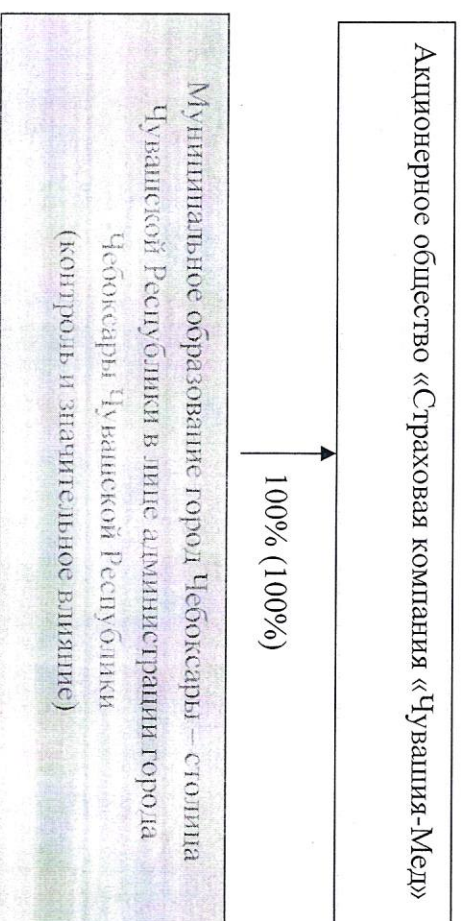 Акционерное общество «Страховая компания «Чувашия-Мед»
100% (100%)
Муниципальное образование город Чебоксары – столица
Чувашской Республики в лице администрации города
Чебоксары Чувашской Республики
(контроль и значительное влияние)